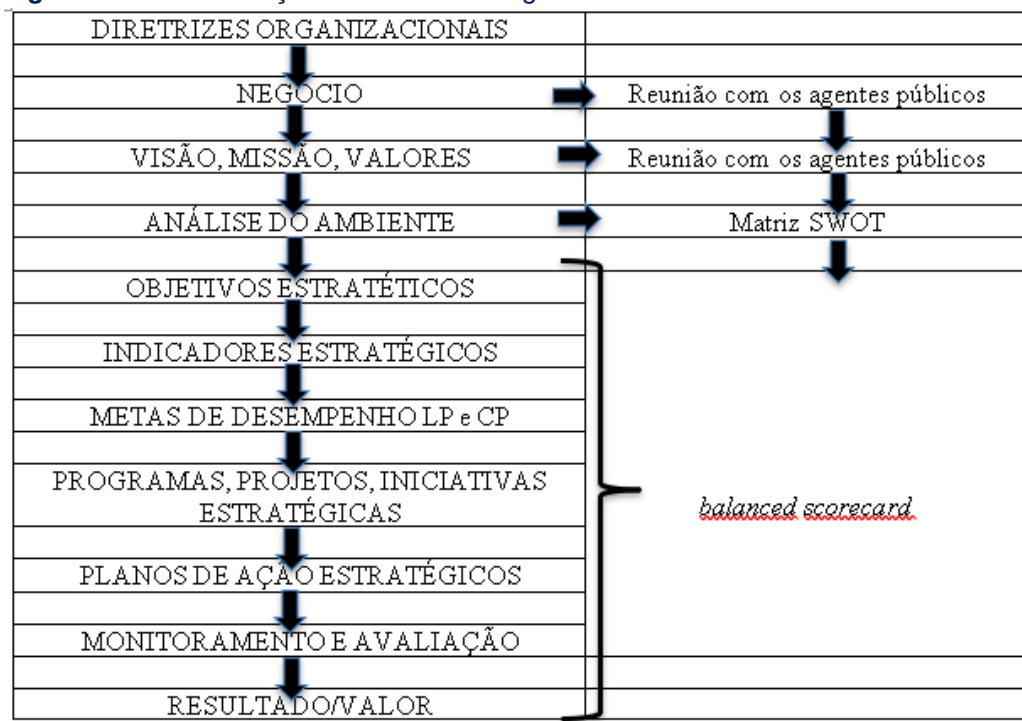 DIRETRIZES ORGANIZACIONAIS
NEGÓCIO
Reunião com os agentes públicos
VISÃO, MISSÃO, VALORES
Reunião com os agentes públicos
ANÁLISE DO AMBIENTE
Matriz SWOT
OBJETIVOS ESTRATÉTICOS
INDICADORES ESTRATÉGICOS
METAS DE DESEMPENHO LP e CP
PROGRAMAS, PROJETOS, INICIATIVAS
ESTRATÉGICAS
balanced scorecard
PLANOS DE AÇÃO ESTRATÉGICOS
MONITORAMENTO E AVALIAÇÃO
RESULTADO/VALOR